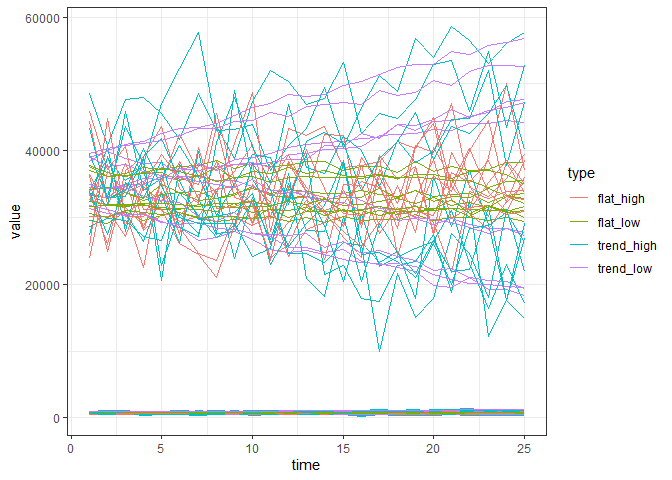 60000
40000
20000
0
value
0
5
10
15
20
25
time
type
flat_high
flat_low
trend_high
trend_low